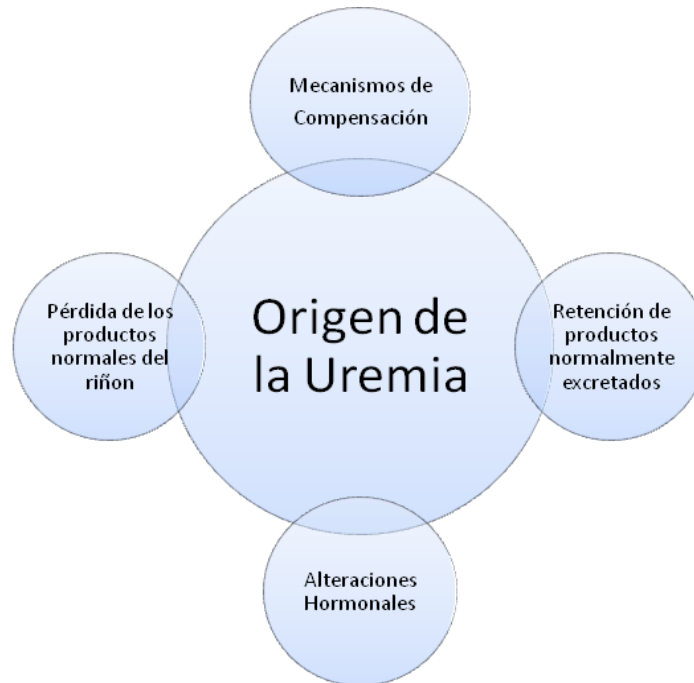 Mecanismos de
Compensación
Pérdida de los
productos
normales del
riñon
Origen de
la Uremia
Retención de
productos
normalmente
excretados
Alteraciones
Hormonales